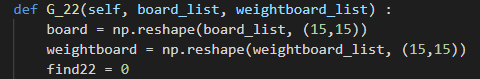 def G_22(self, board_list, weightboard_list) :
    board = np.reshape(board_list, (15,15))
    weightboard = np.reshape(weightboard_list, (15,15))
    find22 = 0